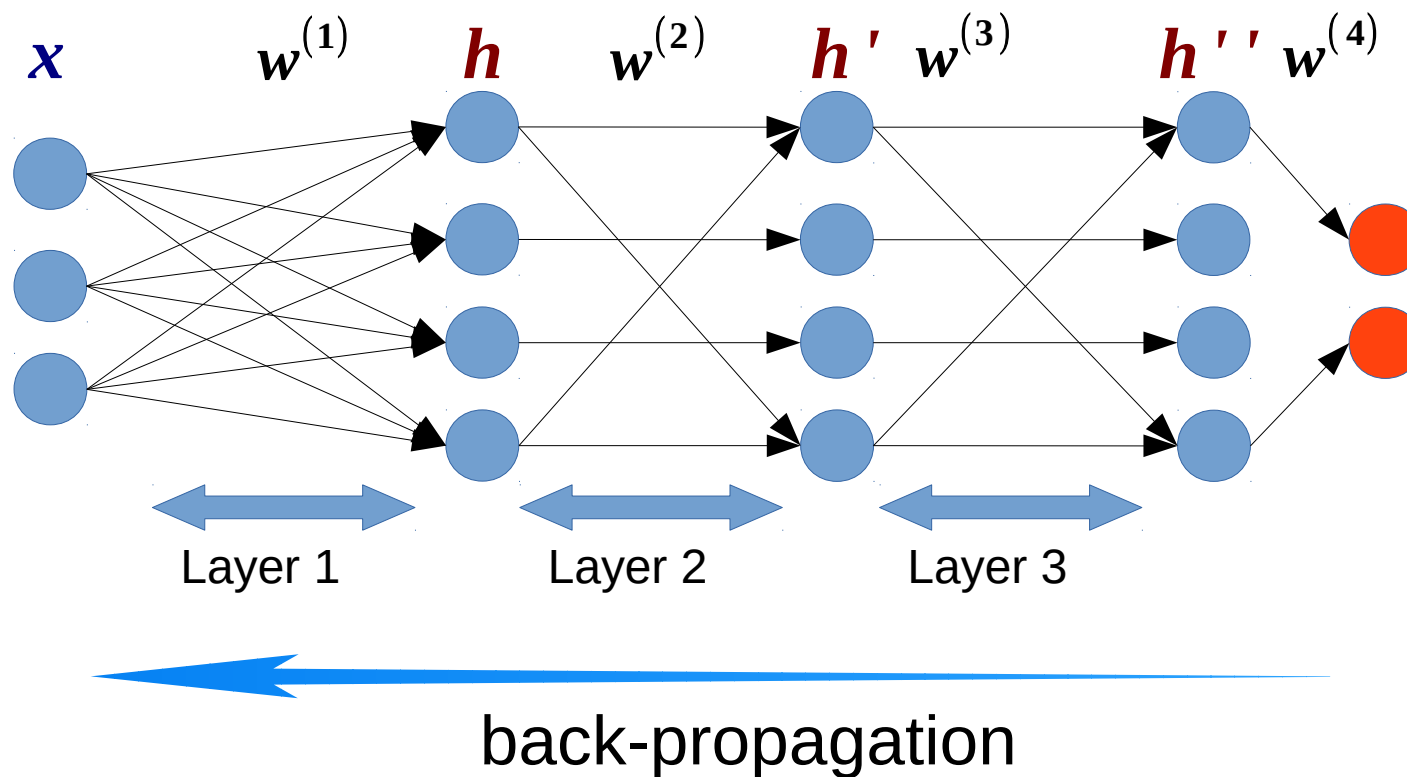 x w(1) h w(2) h' w(3) h'' w(4)
Layer 1 Layer 2 Layer 3
back-propagation